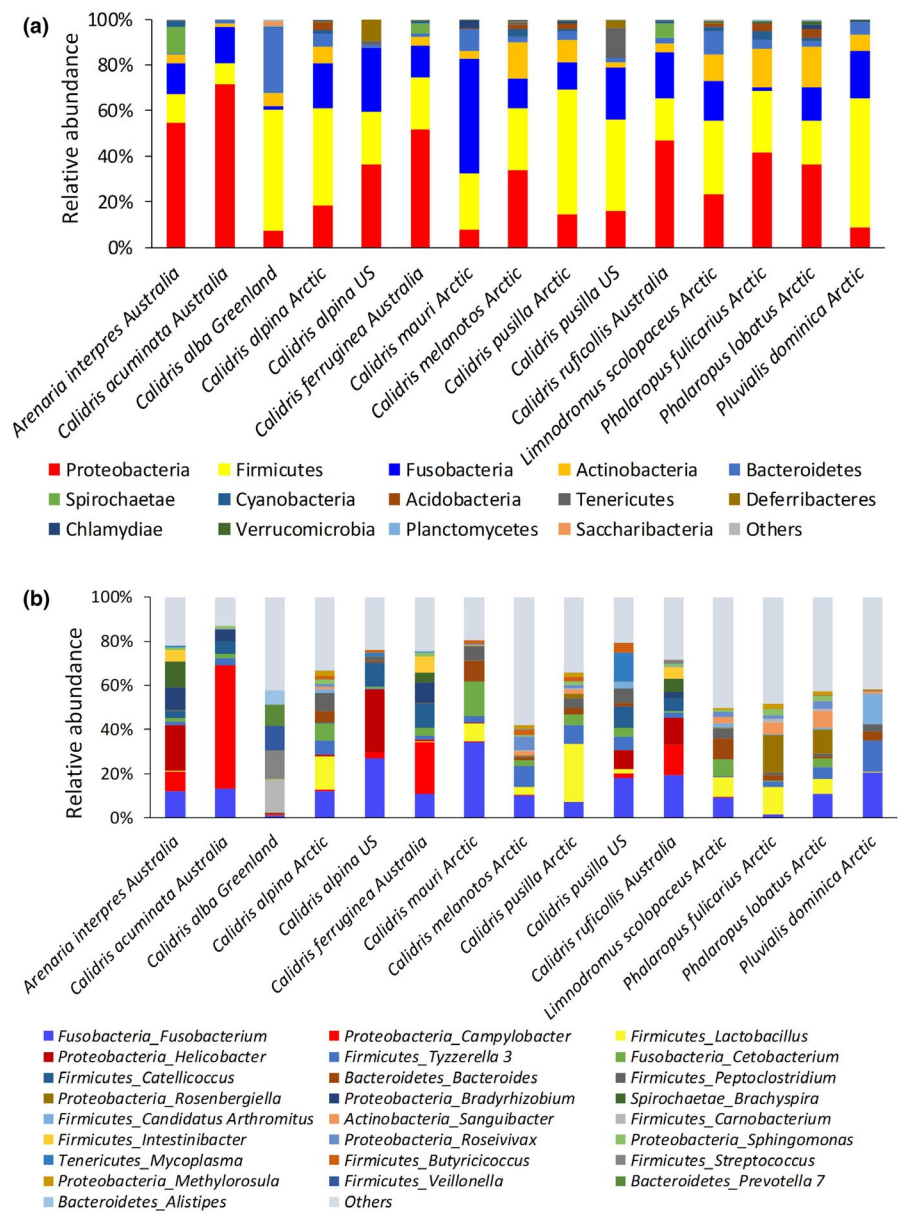 (a)
Relative abundance
100%
80%
60%
40%
20%
0%
Arenaria interpres Australia
Calidris acuminata Australia
Calidris alba Greenland
Calidris alpina Arctic
Calidris alpina US
Calidris ferruginea Australia
Calidris mauri Arctic
Calidris melanotos Arctic
Calidris pusilla Arctic
Calidris pusilla US
Calidris ruficollis Australia
Limnodromus scolopaceus Arctic
Phalaropus fulicarius Arctic
Phalaropus lobatus Arctic
Pluvialis dominica Arctic
Proteobacteria Firmicutes Fusobacteria Actinobacteria Bacteroidetes
Spirochaetae Cyanobacteria Acidobacteria Tenericutes Deferribacteres
Chlamydiae Verrucomicrobia Planctomycetes Saccharibacteria Others
(b)
Relative abundance
100%
80%
60%
40%
20%
0%
Arenaria interpres Australia
Calidris acuminata Australia
Calidris alba Greenland
Calidris alpina Arctic
Calidris alpina US
Calidris ferruginea Australia
Calidris mauri Arctic
Calidris melanotos Arctic
Calidris pusilla Arctic
Calidris pusilla US
Calidris ruficollis Australia
Limnodromus scolopaceus Arctic
Phalaropus fulicarius Arctic
Phalaropus lobatus Arctic
Pluvialis dominica Arctic
Fusobacteria_Fusobacterium Proteobacteria_Campylobacter Firmicutes_Lactobacillus
Proteobacteria_Helicobacter Firmicutes_Tyzzerella 3 Fusobacteria_Cetobacterium
Firmicutes_Catellicoccus Bacteroidetes_Bacteroides Firmicutes_Peptoclostridium
Proteobacteria_Rosenbergiella Proteobacteria_Bradyrhizobium Spirochaetae_Brachyspira
Firmicutes_Candidatus Arthromitus Actinobacteria_Sanguibacter Firmicutes_Carnobacterium
Firmicutes_Intestinibacter Proteobacteria_Roseivivax Proteobacteria_Sphingomonas
Tenericutes_Mycoplasma Firmicutes_Butyricicoccus Firmicutes_Streptococcus
Proteobacteria_Methylorosula Firmicutes_Veillonella Bacteroidetes_Prevotella 7
Bacteroidetes_Alistipes Others